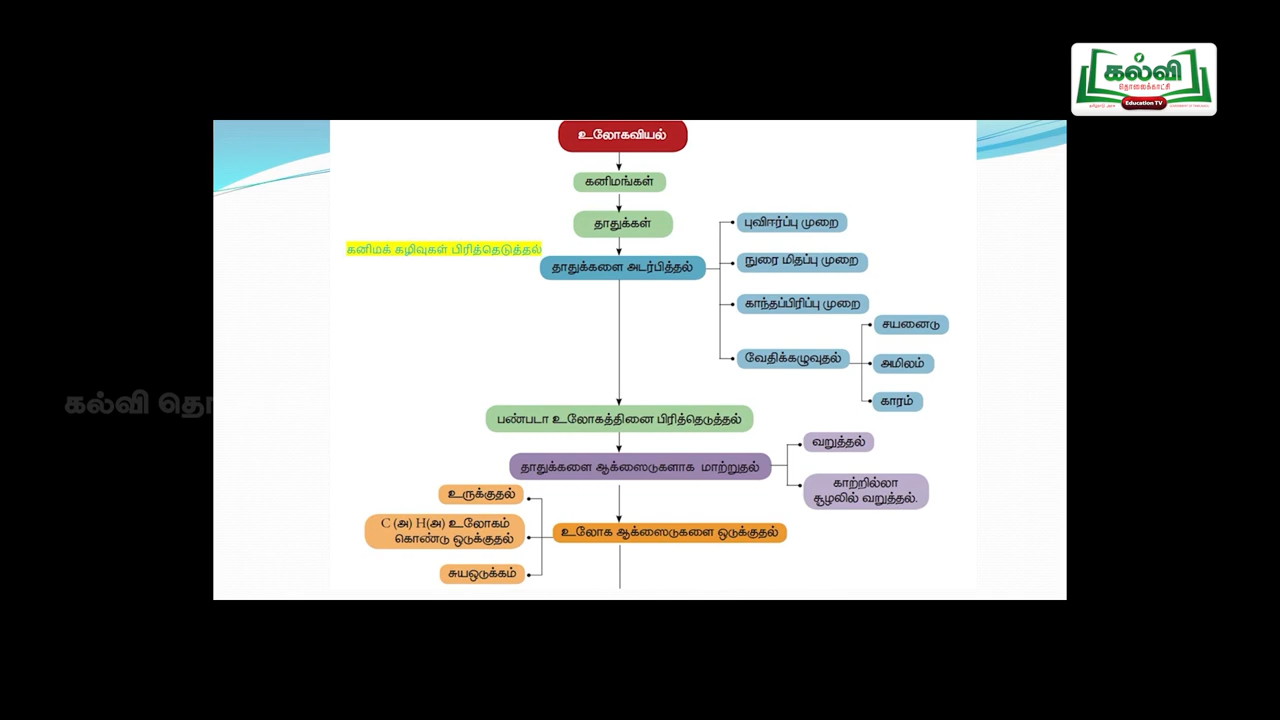 கல்வி
தொலைக்காட்சி
Education TV
உலோகவியல்
கனிமங்கள்
தாதுக்கள்
கனிமக் கழிவுகள் பிரித்தெடுத்தல்
தாதுக்களை அடர்பித்தல்
புவிஈர்ப்பு முறை
நுரை மிதப்பு முறை
காந்தப்பிரிப்பு முறை
வேதிக்கழுவுதல்
சயனைடு
அமிலம்
காரம்
கல்வி தொ
பண்படா உலோகத்தினை பிரித்தெடுத்தல்
தாதுக்களை ஆக்ஸைடுகளாக மாற்றுதல்
வறுத்தல்
காற்றில்லா
சூழலில் வறுத்தல்.
உலோக ஆக்ஸைடுகளை ஒடுக்குதல்
உருக்குதல்
C (அ) H(அ) உலோகம்
கொண்டு ஒடுக்குதல்
சுயஒடுக்கம்